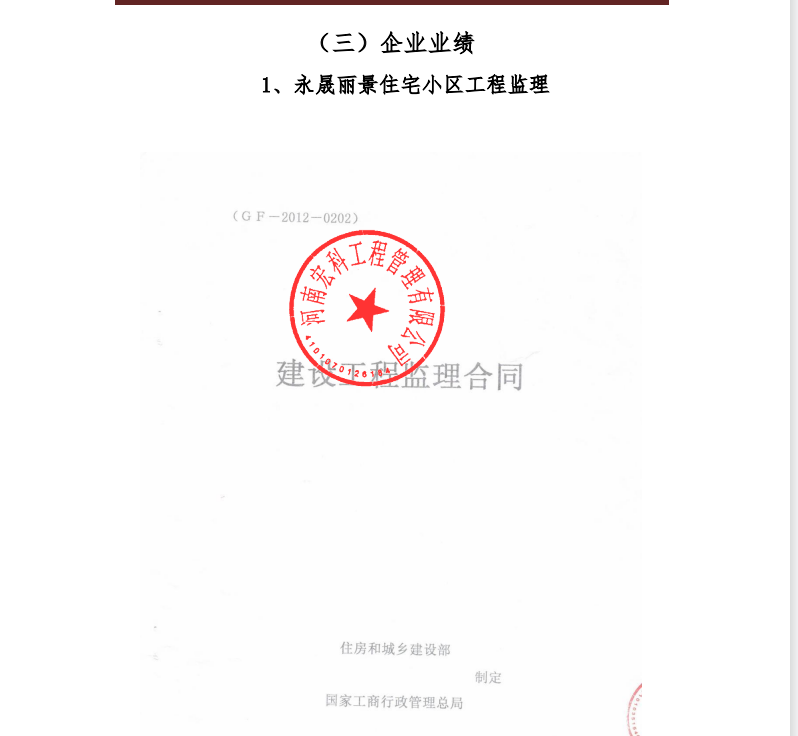 （三）企业业绩
1、永晟丽景住宅小区工程监理
（GF－2012－0202）
河南宏科工程管理有限公司
建设工程监理合同
住房和城乡建设部
制定
国家工商行政管理总局